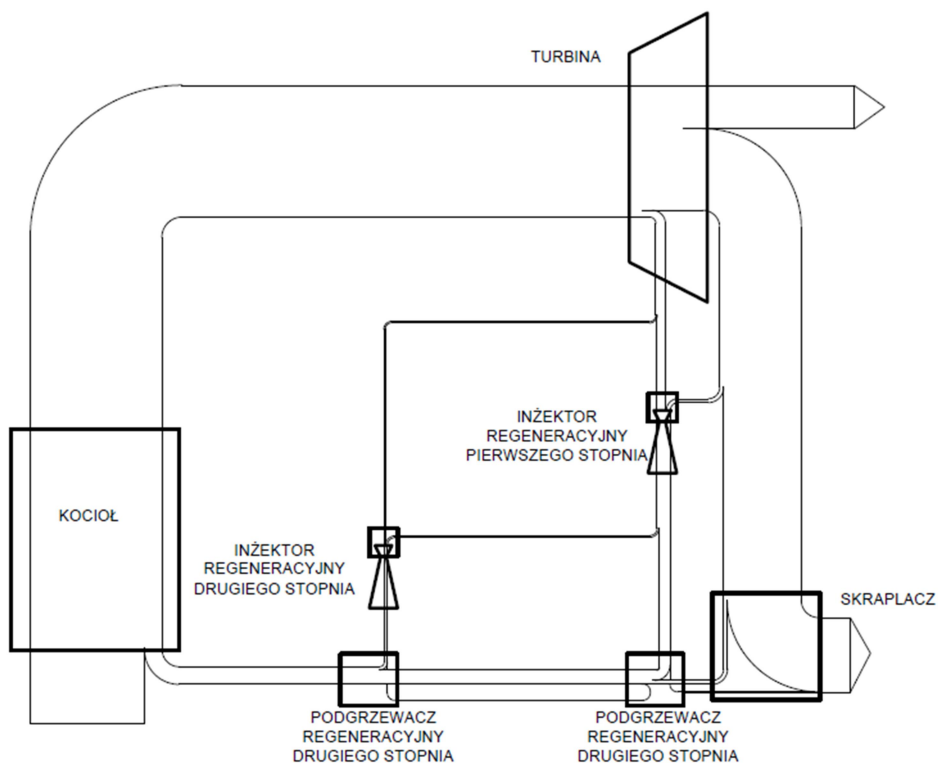 TURBINA
INŻEKTOR
REGENERACYJNY
PIERWSZEGO STOPNIA
KOCIOŁ
INŻEKTOR
REGENERACYJNY
DRUGIEGO STOPNIA
SKRAPLACZ
PODGRZEWACZ
REGENERACYJNY
DRUGIEGO STOPNIA
PODGRZEWACZ
REGENERACYJNY
DRUGIEGO STOPNIA